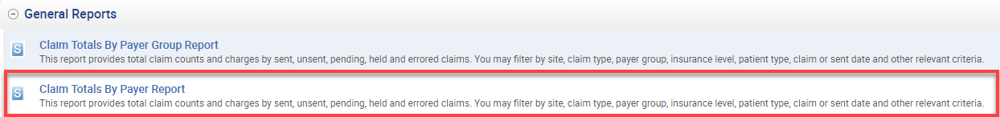 General Reports
S
Claim Totals By Payer Group Report
This report provides total claim counts and charges by sent, unsent, pending, held and errored claims. You may filter by site, claim type, payer group, insurance level, patient type, claim or sent date and other relevant criteria.
S
Claim Totals By Payer Report
This report provides total claim counts and charges by sent, unsent, pending, held and errored claims. You may filter by site, claim type, payer group, insurance level, patient type, claim or sent date and other relevant criteria.